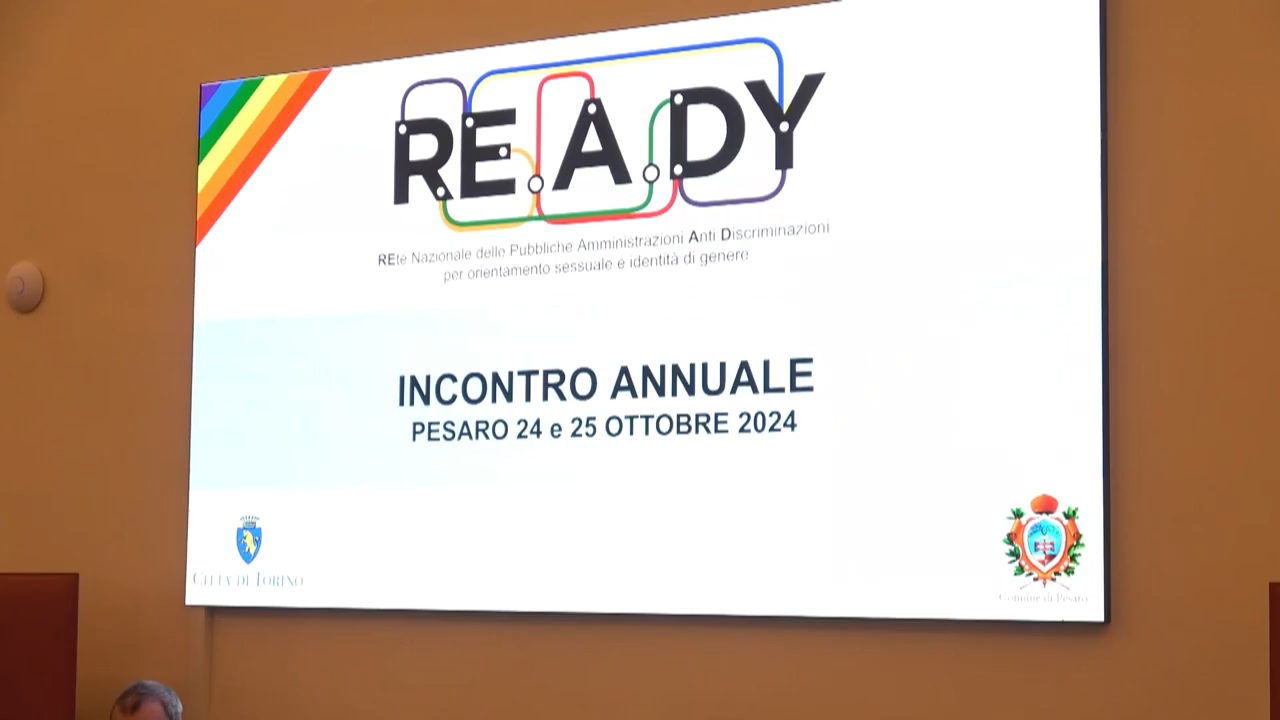 RE.A.DY
REte Nazionale delle Pubbliche Amministrazioni Anti Discriminazioni
per orientamento sessuale e identità di genere
INCONTRO ANNUALE
PESARO 24 e 25 OTTOBRE 2024
CITTÀ DI TORINO
Comune di Pesaro